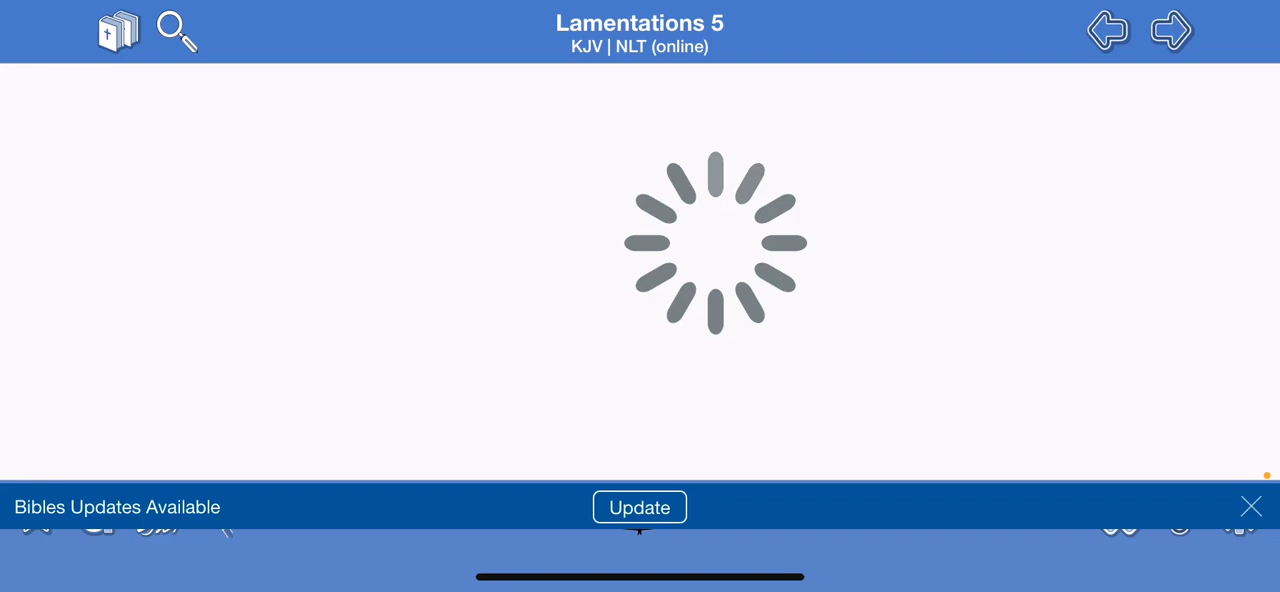 Lamentations 5
KJV | NLT (online)
Bibles Updates Available
Update